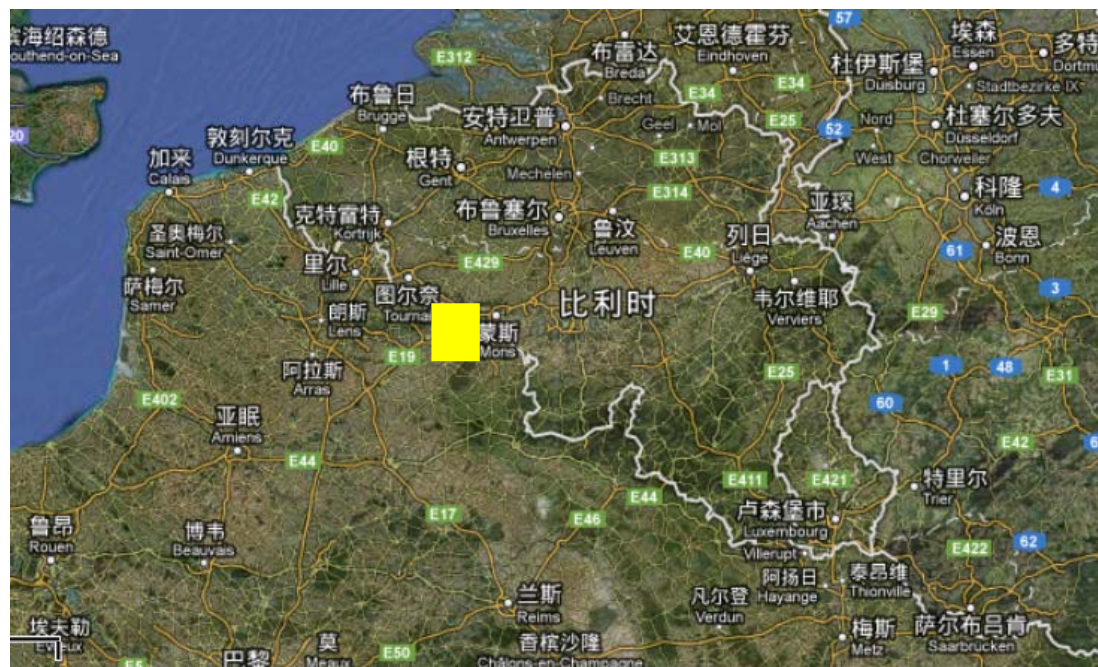 滨海绍森德
outhend-on-Sea
20
57
埃森
Essen
多特
Dortmu
E312
布雷达
Breda
艾恩德霍芬
Eindhoven
杜伊斯堡
Duisburg
Stadtbezirke IX
E34
E34
Brecht
布鲁日
Brugge
安特卫普
Antwerpen
Geel
Mol
E25
52
Nord
杜塞尔多夫
Düsseldorf
敦刻尔克
Dunkerque
E40
加来
Calais
根特
Gent
Mechelen
E313
West
Chorweiler
E42
E314
科隆
Köln
4
圣奥梅尔
Saint-Omer
克特雷特
Kortrijk
布鲁塞尔
Bruxelles
鲁汶
Leuven
亚琛
Aachen
列日
Liège
E40
61
波恩
Bonn
里尔
Lille
E429
萨梅尔
Samer
图尔奈
Tournai
比利时
韦尔维耶
Verviers
3
朗斯
Lens
蒙斯
Mons
E29
E19
阿拉斯
Arras
E25
1
48
E31
E402
60
亚眠
Amiens
E44
E42
6
E411
E421
特里尔
Trier
E44
E17
E46
卢森堡市
Luxembourg
鲁昂
Rouen
博韦
Beauvais
62
Villerupt
E422
阿扬日
Hayange
泰昂维
Thionville
兰斯
Reims
凡尔登
Verdun
埃夫勒
Evreux
莫
Meaux
香槟沙隆
Châlons-en-Champagne
梅斯
Metz
萨尔布吕肯
Saarbrücken
E5
巴黎
E50